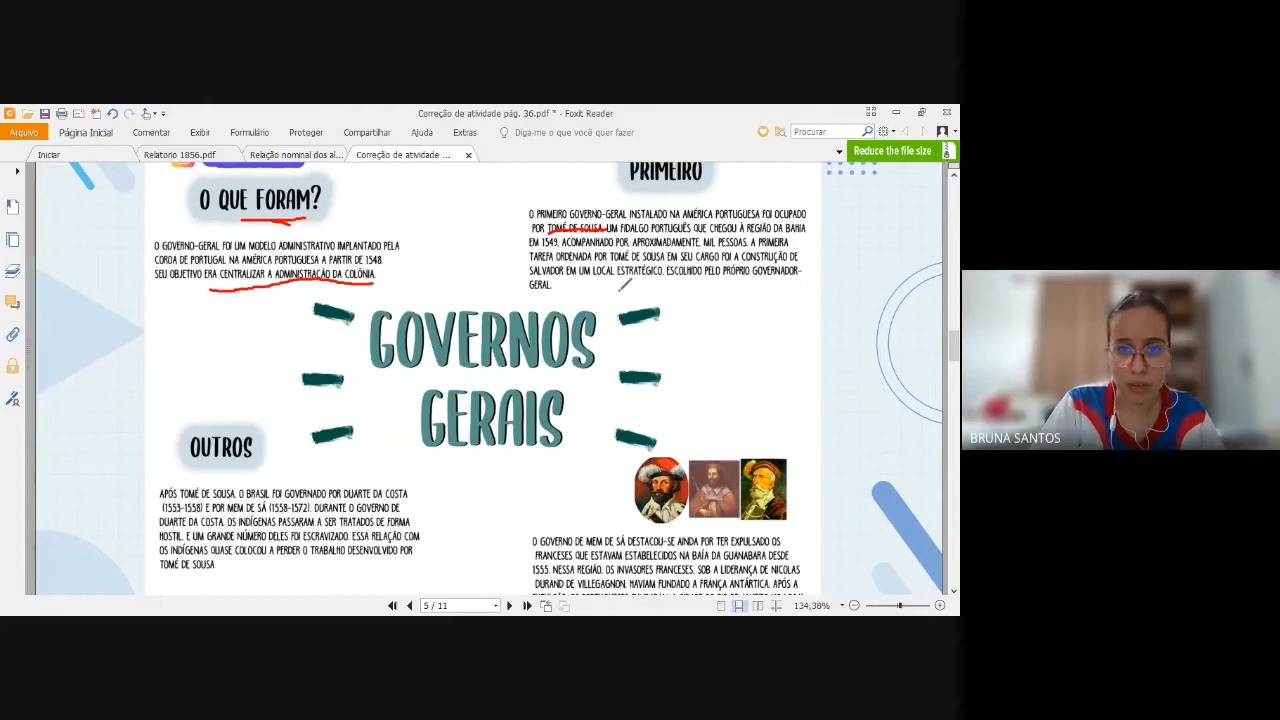 Correção de atividade pág. 36.pdf * - Foxit Reader
Arquivo Página Inicial Comentar Exibir Formulário Proteger Compartilhar Ajuda Extras Diga-me o que você quer fazer Procurar
Iniciar Relatorio 1856.pdf Relação nominal dos al... Correção de atividade ... Reduce the file size
O QUE FORAM?
O GOVERNO-GERAL FOI UM MODELO ADMINISTRATIVO IMPLANTADO PELA
COROA DE PORTUGAL NA AMÉRICA PORTUGUESA A PARTIR DE 1548.
SEU OBJETIVO ERA CENTRALIZAR A ADMINISTRAÇÃO DA COLÔNIA.
PRIMEIRO
O PRIMEIRO GOVERNO-GERAL INSTALADO NA AMÉRICA PORTUGUESA FOI OCUPADO
POR TOMÉ DE SOUSA, UM FIDALGO PORTUGUÊS QUE CHEGOU À REGIÃO DA BAHIA
EM 1549, ACOMPANHADO POR, APROXIMADAMENTE, MIL PESSOAS. A PRIMEIRA
TAREFA ORDENADA POR TOMÉ DE SOUSA EM SEU CARGO FOI A CONSTRUÇÃO DE
SALVADOR EM UM LOCAL ESTRATÉGICO, ESCOLHIDO PELO PRÓPRIO GOVERNADOR-
GERAL.
GOVERNOS
GERAIS
OUTROS
APÓS TOMÉ DE SOUSA, O BRASIL FOI GOVERNADO POR DUARTE DA COSTA
(1553-1558) E POR MEM DE SÁ (1558-1572). DURANTE O GOVERNO DE
DUARTE DA COSTA, OS INDÍGENAS PASSARAM A SER TRATADOS DE FORMA
HOSTIL, E UM GRANDE NÚMERO DELES FOI ESCRAVIZADO. ESSA RELAÇÃO COM
OS INDÍGENAS QUASE COLOCOU A PERDER O TRABALHO DESENVOLVIDO POR
TOMÉ DE SOUSA
O GOVERNO DE MEM DE SÁ DESTACOU-SE AINDA POR TER EXPULSADO OS
FRANCESES QUE ESTAVAM ESTABELECIDOS NA BAÍA DA GUANABARA DESDE
1555. NESSA REGIÃO, OS INVASORES FRANCESES, SOB A LIDERANÇA DE NICOLAS
DURAND DE VILLEGAGNON, HAVIAM FUNDADO A FRANÇA ANTÁRTICA. APÓS A
5 / 11 134,38%
BRUNA SANTOS